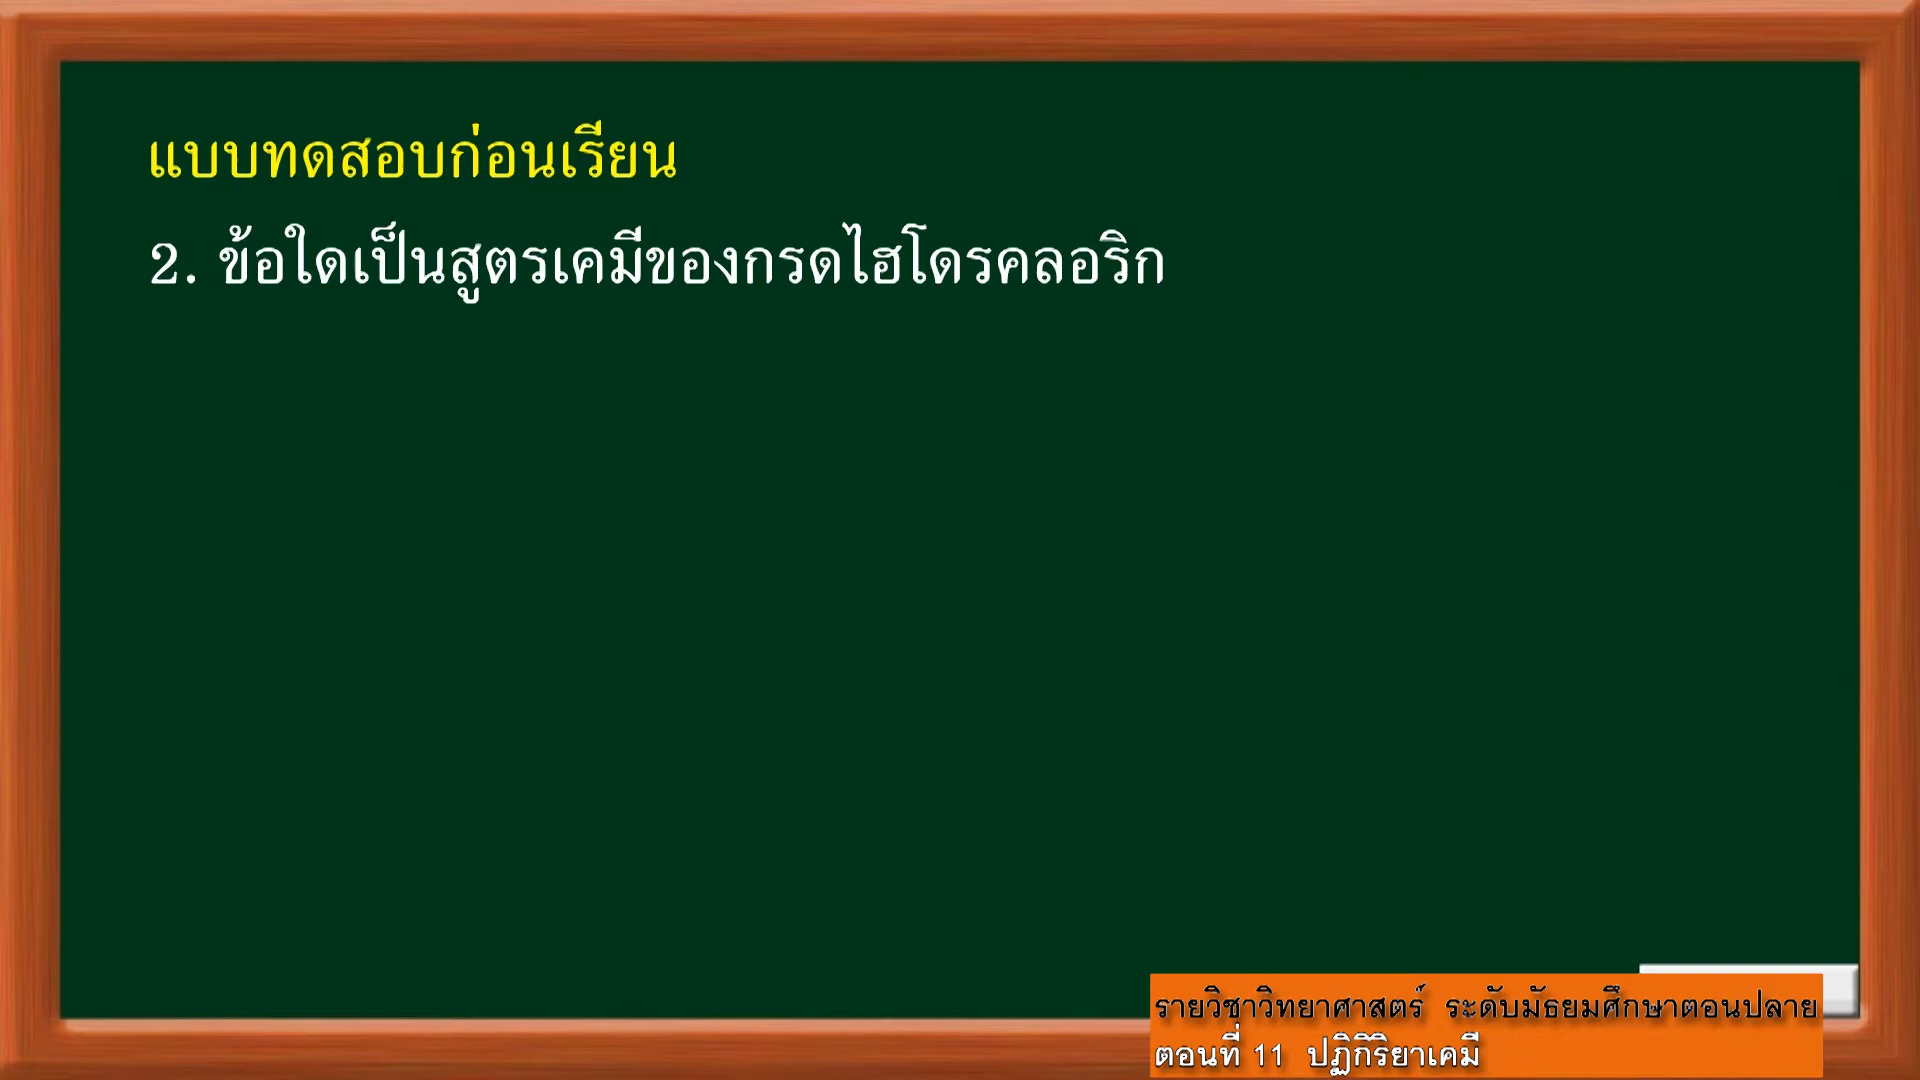 แบบทดสอบก่อนเรียน
2. ข้อใดเป็นสูตรเคมีของกรดไฮโดรคลอริก
รายวิชาวิทยาศาสตร์ ระดับมัธยมศึกษาตอนปลาย
ตอนที่ 11 ปฏิกิริยาเคมี